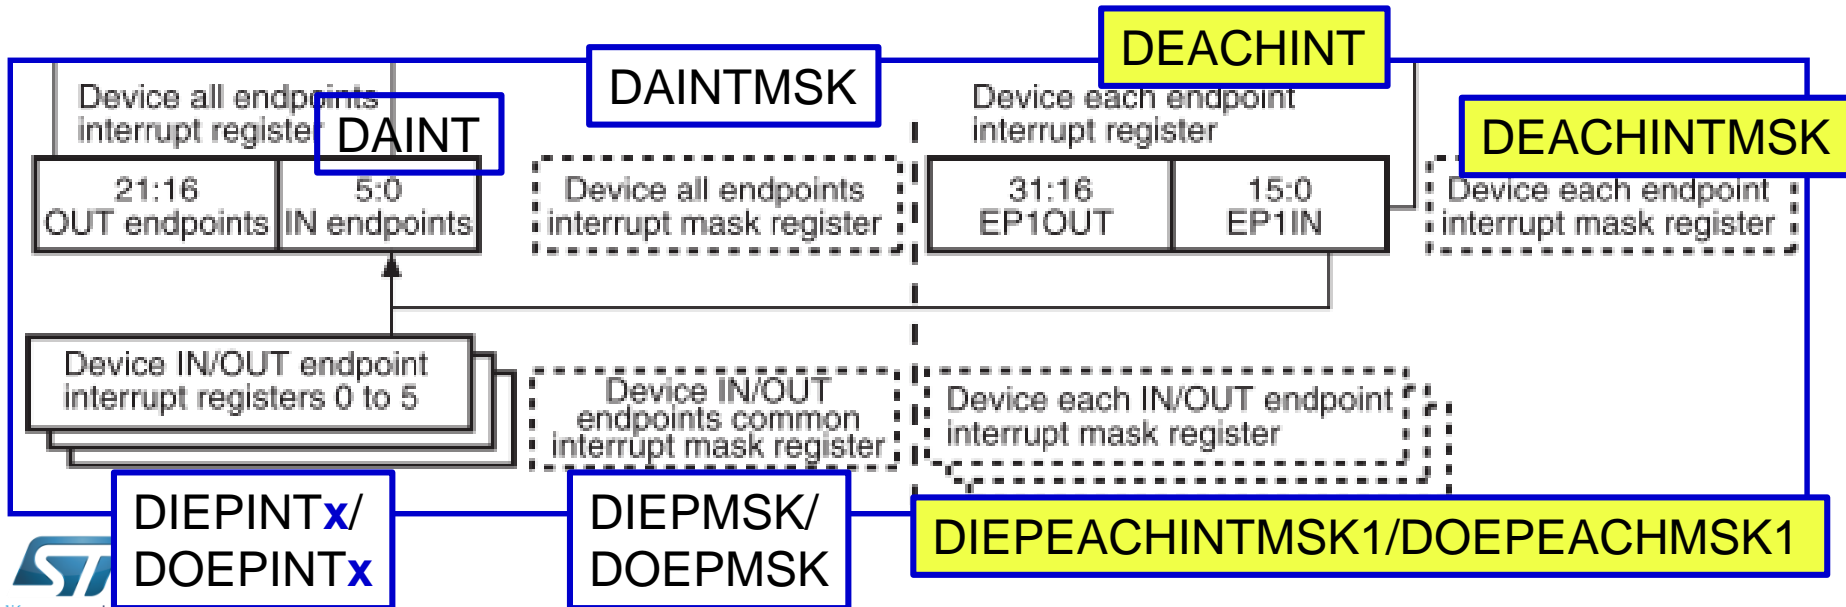 DEACHINT
DAINTMSK
Device all endpoints
interrupt register
DAINT
Device each endpoint
interrupt register
DEACHINTMSK
21:16
OUT endpoints
5:0
IN endpoints
Device all endpoints
interrupt mask register
31:16
EP1OUT
15:0
EP1IN
Device each endpoint
interrupt mask register
Device IN/OUT endpoint
interrupt registers 0 to 5
Device IN/OUT
endpoints common
interrupt mask register
Device each IN/OUT endpoint
interrupt mask register
DIEPINTx/
DOEPINTx
DIEPMSK/
DOEPMSK
DIEPEACHINTMSK1/DOEPEACHMSK1
ST